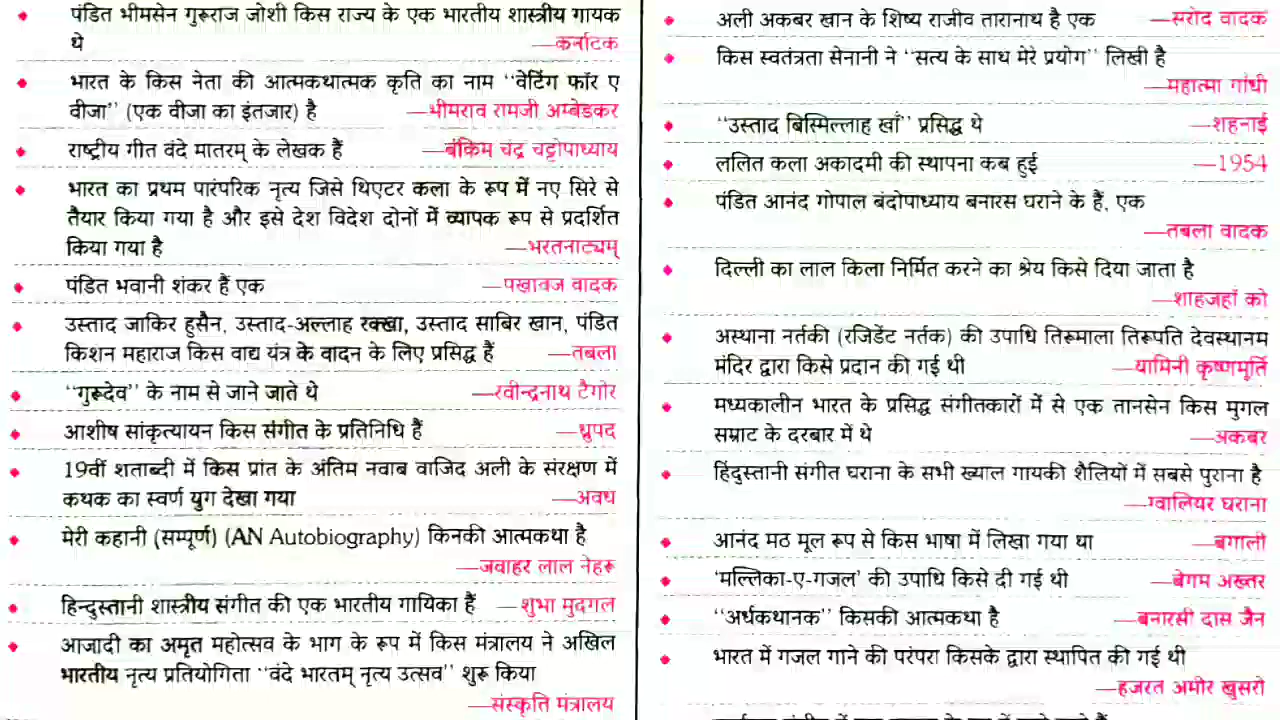 पंडित भीमसेन गुरूराज जोशी किस राज्य के एक भारतीय शास्त्रीय गायक
थे —कर्नाटक
भारत के किस नेता की आत्मकथात्मक कृति का नाम ‘‘वेटिंग फॉर ए
वीजा’’ (एक वीजा का इंतजार) है —भीमराव रामजी अम्बेडकर
राष्ट्रीय गीत वंदे मातरम् के लेखक हैं —बंकिम चंद्र चट्टोपाध्याय
भारत का प्रथम पारंपरिक नृत्य जिसे थिएटर कला के रूप में नए सिरे से
तैयार किया गया है और इसे देश विदेश दोनों में व्यापक रूप से प्रदर्शित
किया गया है —भरतनाट्यम्
पंडित भवानी शंकर हैं एक —पखावज वादक
उस्ताद जाकिर हुसैन, उस्ताद-अल्लाह रक्खा, उस्ताद साबिर खान, पंडित
किशन महाराज किस वाद्य यंत्र के वादन के लिए प्रसिद्ध हैं —तबला
‘‘गुरूदेव’’ के नाम से जाने जाते थे —रवीन्द्रनाथ टैगोर
आशीष सांकृत्यायन किस संगीत के प्रतिनिधि हैं —ध्रुपद
19वीं शताब्दी में किस प्रांत के अंतिम नवाब वाजिद अली के संरक्षण में
कथक का स्वर्ण युग देखा गया —अवध
मेरी कहानी (सम्पूर्ण) (AN Autobiography) किनकी आत्मकथा है
—जवाहर लाल नेहरू
हिन्दुस्तानी शास्त्रीय संगीत की एक भारतीय गायिका हैं —शुभा मुदगल
आजादी का अमृत महोत्सव के भाग के रूप में किस मंत्रालय ने अखिल
भारतीय नृत्य प्रतियोगिता ‘‘वंदे भारतम् नृत्य उत्सव’’ शुरू किया
—संस्कृति मंत्रालय
अली अकबर खान के शिष्य राजीव तारानाथ है एक —सरोद वादक
किस स्वतंत्रता सेनानी ने ‘‘सत्य के साथ मेरे प्रयोग’’ लिखी है
—महात्मा गांधी
‘‘उस्ताद बिस्मिल्लाह खाँ’’ प्रसिद्ध थे —शहनाई
ललित कला अकादमी की स्थापना कब हुई —1954
पंडित आनंद गोपाल बंदोपाध्याय बनारस घराने के हैं, एक
—तबला वादक
दिल्ली का लाल किला निर्मित करने का श्रेय किसे दिया जाता है
—शाहजहाँ को
अस्थाना नर्तकी (रजिडेंट नर्तक) की उपाधि तिरूमाला तिरूपति देवस्थानम
मंदिर द्वारा किसे प्रदान की गई थी —यामिनी कृष्णमूर्ति
मध्यकालीन भारत के प्रसिद्ध संगीतकारों में से एक तानसेन किस मुगल
सम्राट के दरबार में थे —अकबर
हिंदुस्तानी संगीत घराना के सभी ख्याल गायकी शैलियों में सबसे पुराना है
—ग्वालियर घराना
आनंद मठ मूल रूप से किस भाषा में लिखा गया था —बंगाली
‘मल्लिका-ए-गजल’ की उपाधि किसे दी गई थी —बेगम अख्तर
‘‘अर्धकथानक’’ किसकी आत्मकथा है —बनारसी दास जैन
भारत में गजल गाने की परंपरा किसके द्वारा स्थापित की गई थी
—हजरत अमीर खुसरो